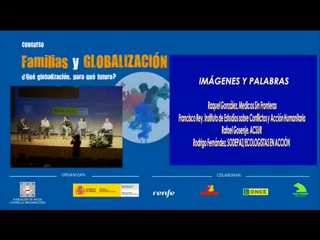 CONGRESO
Familias y GLOBALIZACIÓN
¿Qué globalización, para qué futuro?
IMÁGENES Y PALABRAS
Raquel González. Medicos Sin Fronteras
Francisco Rey. Instituto de Estudios sobre Conflictos y Acción Humanitaria
Rafael Gosenje. ACSUR
Rodrigo Fernández. SODEPAZ/ECOLOGISTAS EN ACCIÓN
ORGANIZAN:
COLABORAN:
renfe
ONCE